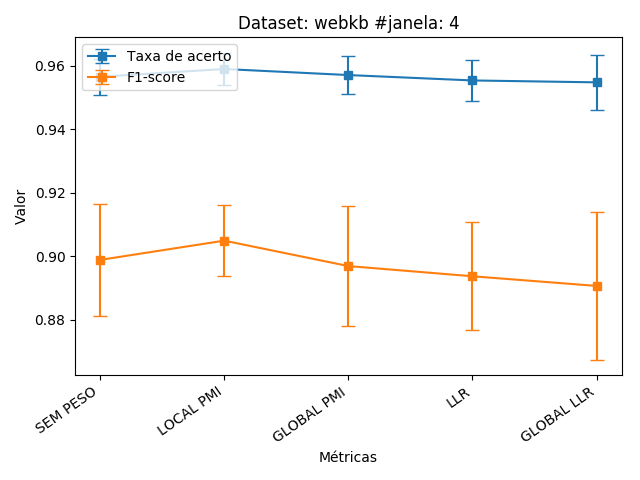 Dataset: webkb #janela: 4
Taxa de acerto
F1-score
0.96
0.94
0.92
0.90
0.88
Valor
SEM PESO
LOCAL PMI
GLOBAL PMI
LLR
GLOBAL LLR
Métricas